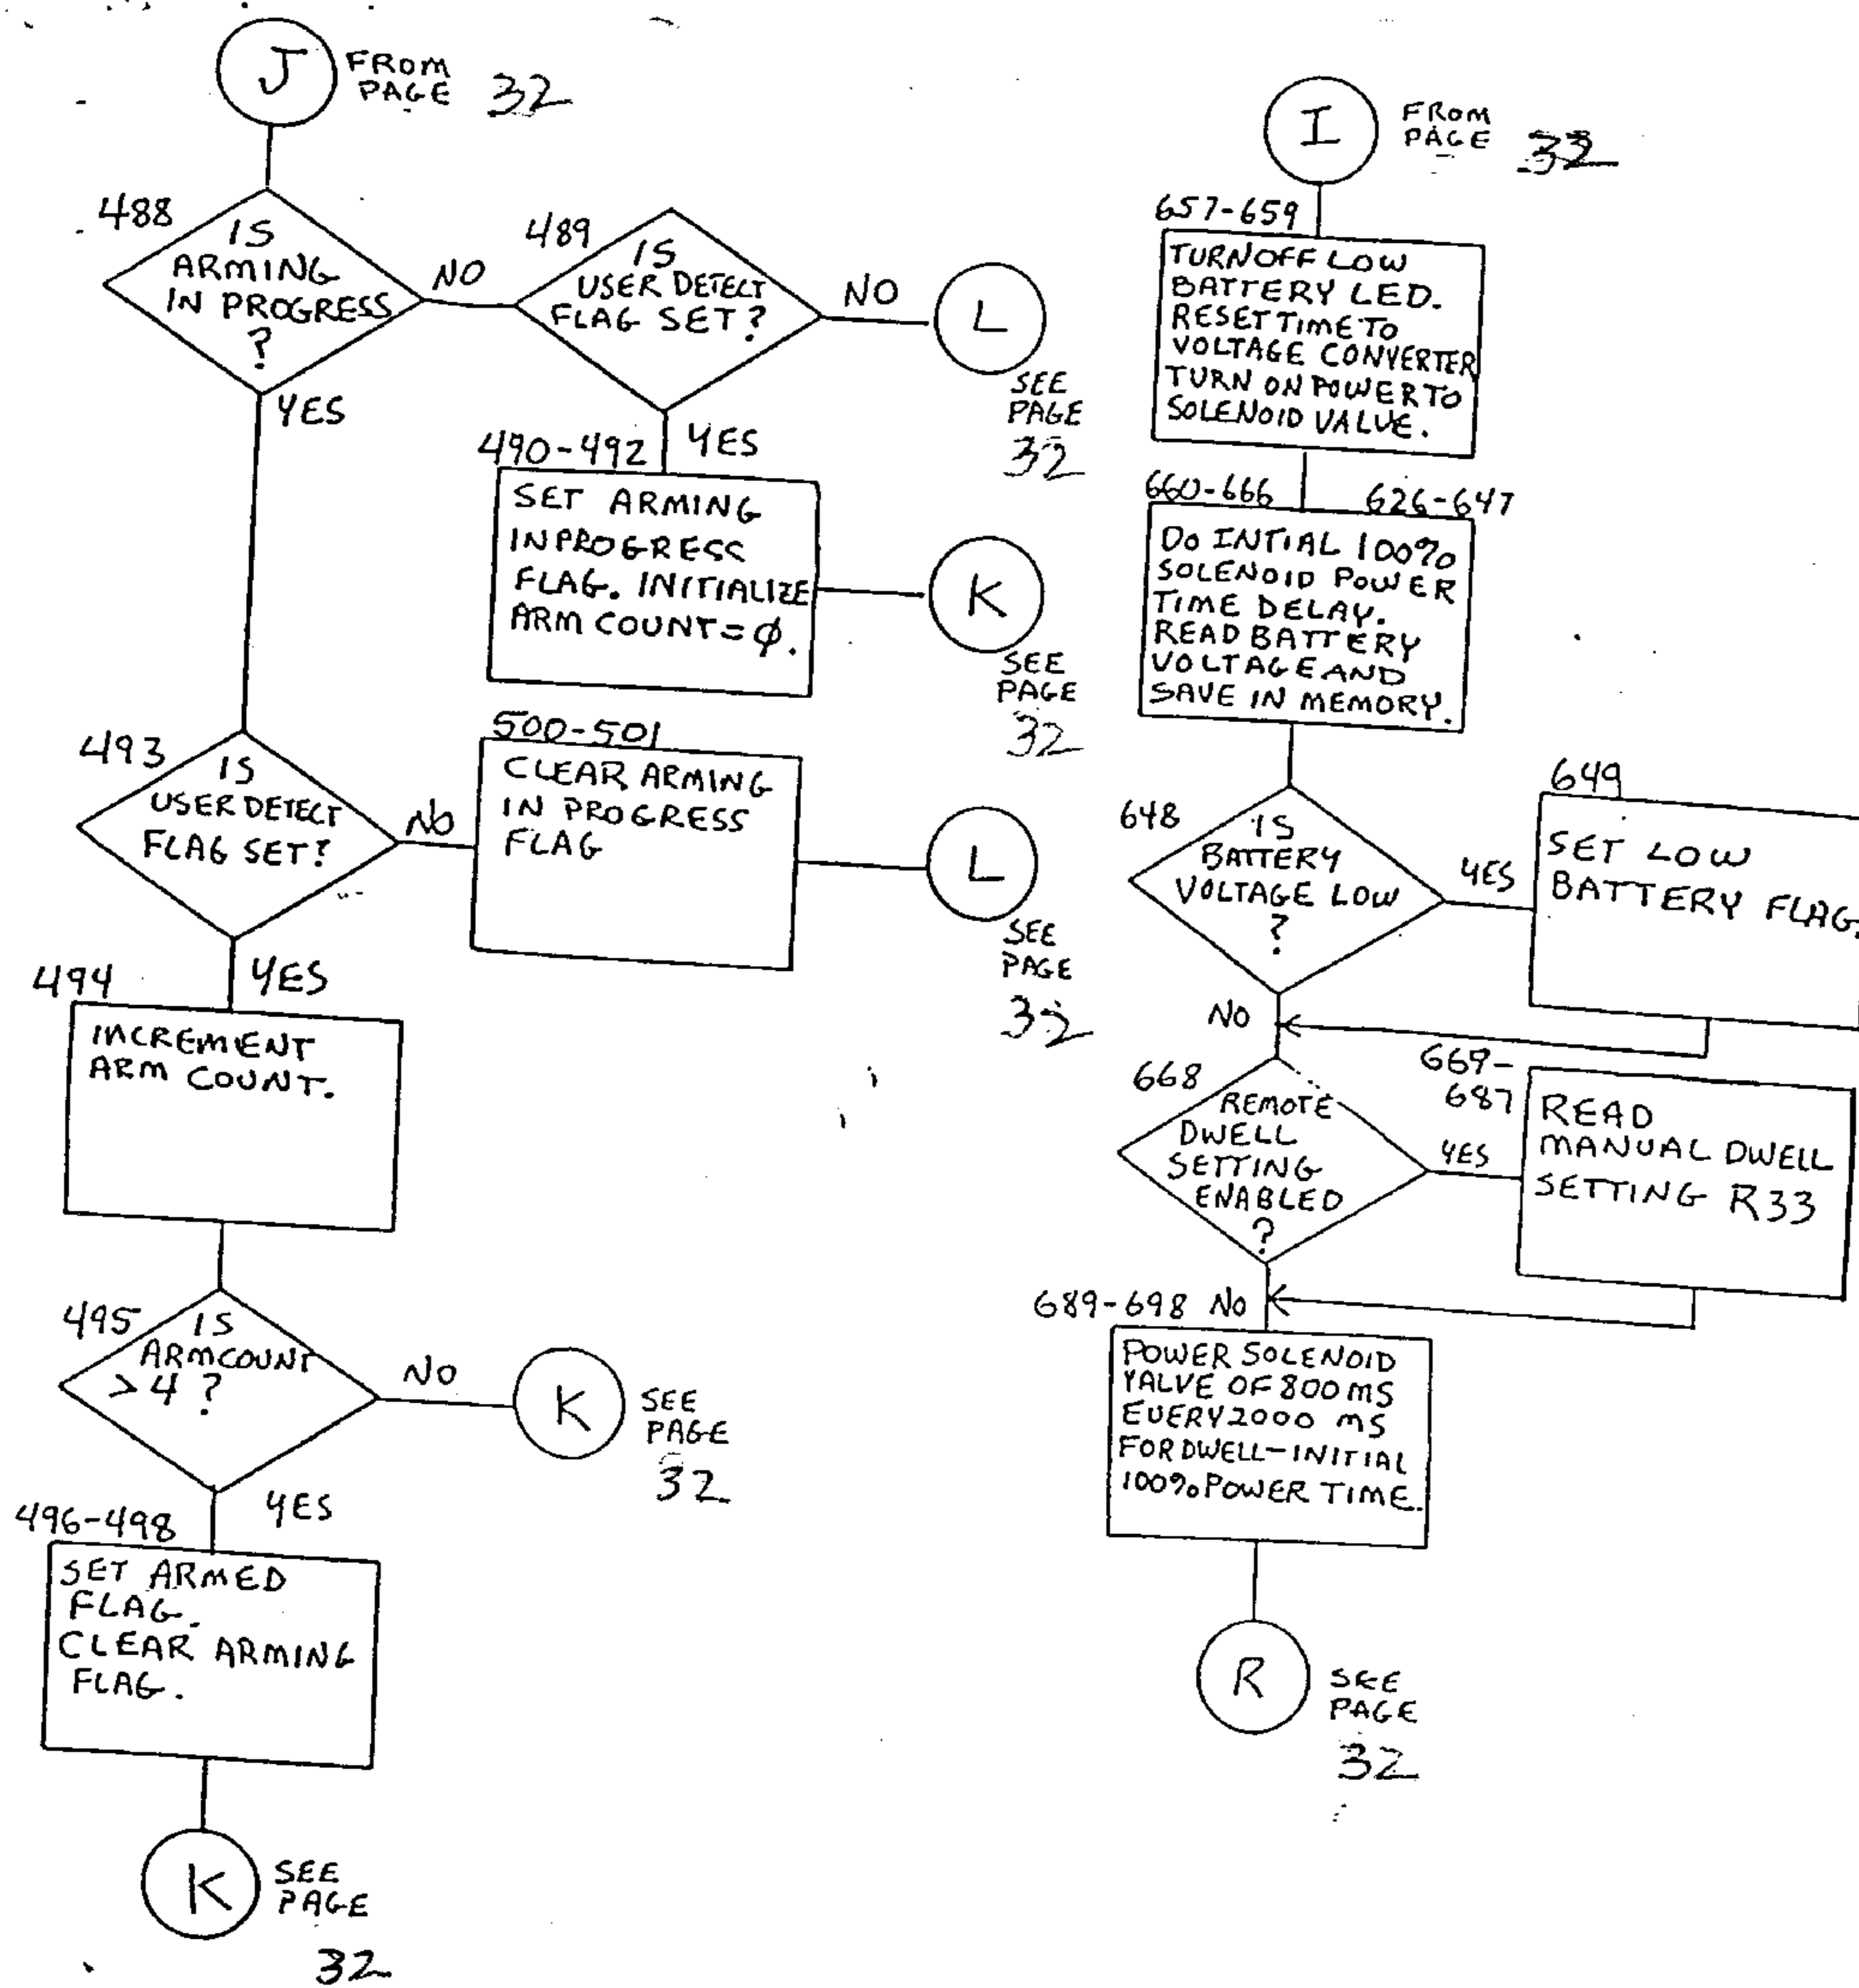 J
FROM
PAGE 32
488
IS
ARMING
IN PROGRESS
?
NO
YES
489
IS
USER DETECT
FLAG SET?
NO
L
SEE
PAGE
32
YES
490-492
SET ARMING
INPROGRESS
FLAG. INITIALIZE
ARM COUNT=φ.
K
SEE
PAGE
32
493
IS
USER DETECT
FLAG SET?
NO
500-501
CLEAR ARMING
IN PROGRESS
FLAG
L
SEE
PAGE
32
YES
494
INCREMENT
ARM COUNT.
495
IS
ARMCOUNT
>4?
NO
K
SEE
PAGE
32
YES
496-498
SET ARMED
FLAG.
CLEAR ARMING
FLAG.
K
SEE
PAGE
32
I
FROM
PAGE
657-659
TURNOFF LOW
BATTERY LED.
RESET TIME TO
VOLTAGE CONVERTER
TURN ON POWER TO
SOLENOID VALUE.
660-666 626-647
DO INTIAL 100%
SOLENOID POWER
TIME DELAY.
READ BATTERY
VOLTAGE AND
SAVE IN MEMORY.
648
IS
BATTERY
VOLTAGE LOW
?
YES
649
SET LOW
BATTERY FLAG.
NO
668
REMOTE
DWELL
SETTING
ENABLED
?
YES
669-
687
READ
MANUAL DWELL
SETTING R33
689-698 NO
POWER SOLENOID
VALVE OF 800 MS
EVERY 2000 MS
FOR DWELL-INITIAL
100% POWER TIME.
R
SEE
PAGE
32